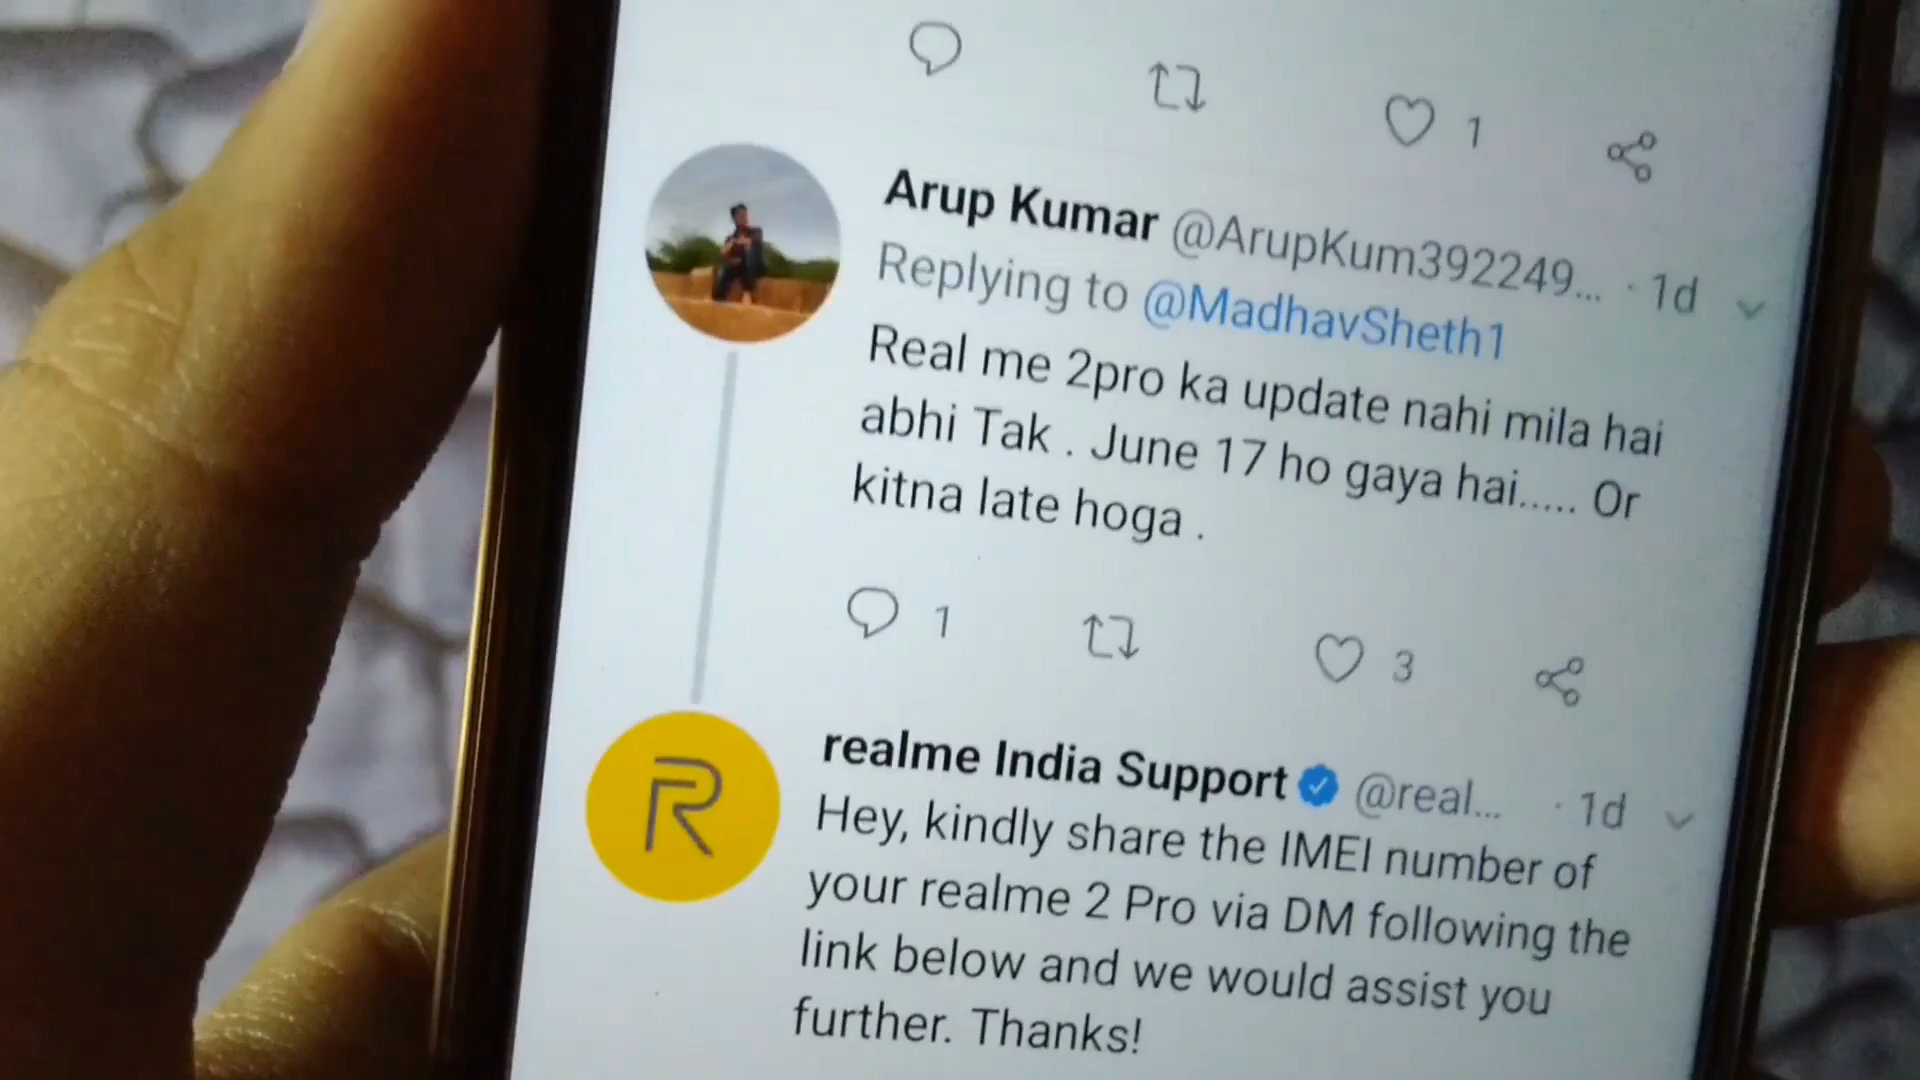 1
Arup Kumar @ArupKum392249... · 1d
Replying to @MadhavSheth1
Real me 2pro ka update nahi mila hai
abhi Tak . June 17 ho gaya hai..... Or
kitna late hoga .
1 3
realme India Support @real... · 1d
Hey, kindly share the IMEI number of
your realme 2 Pro via DM following the
link below and we would assist you
further. Thanks!